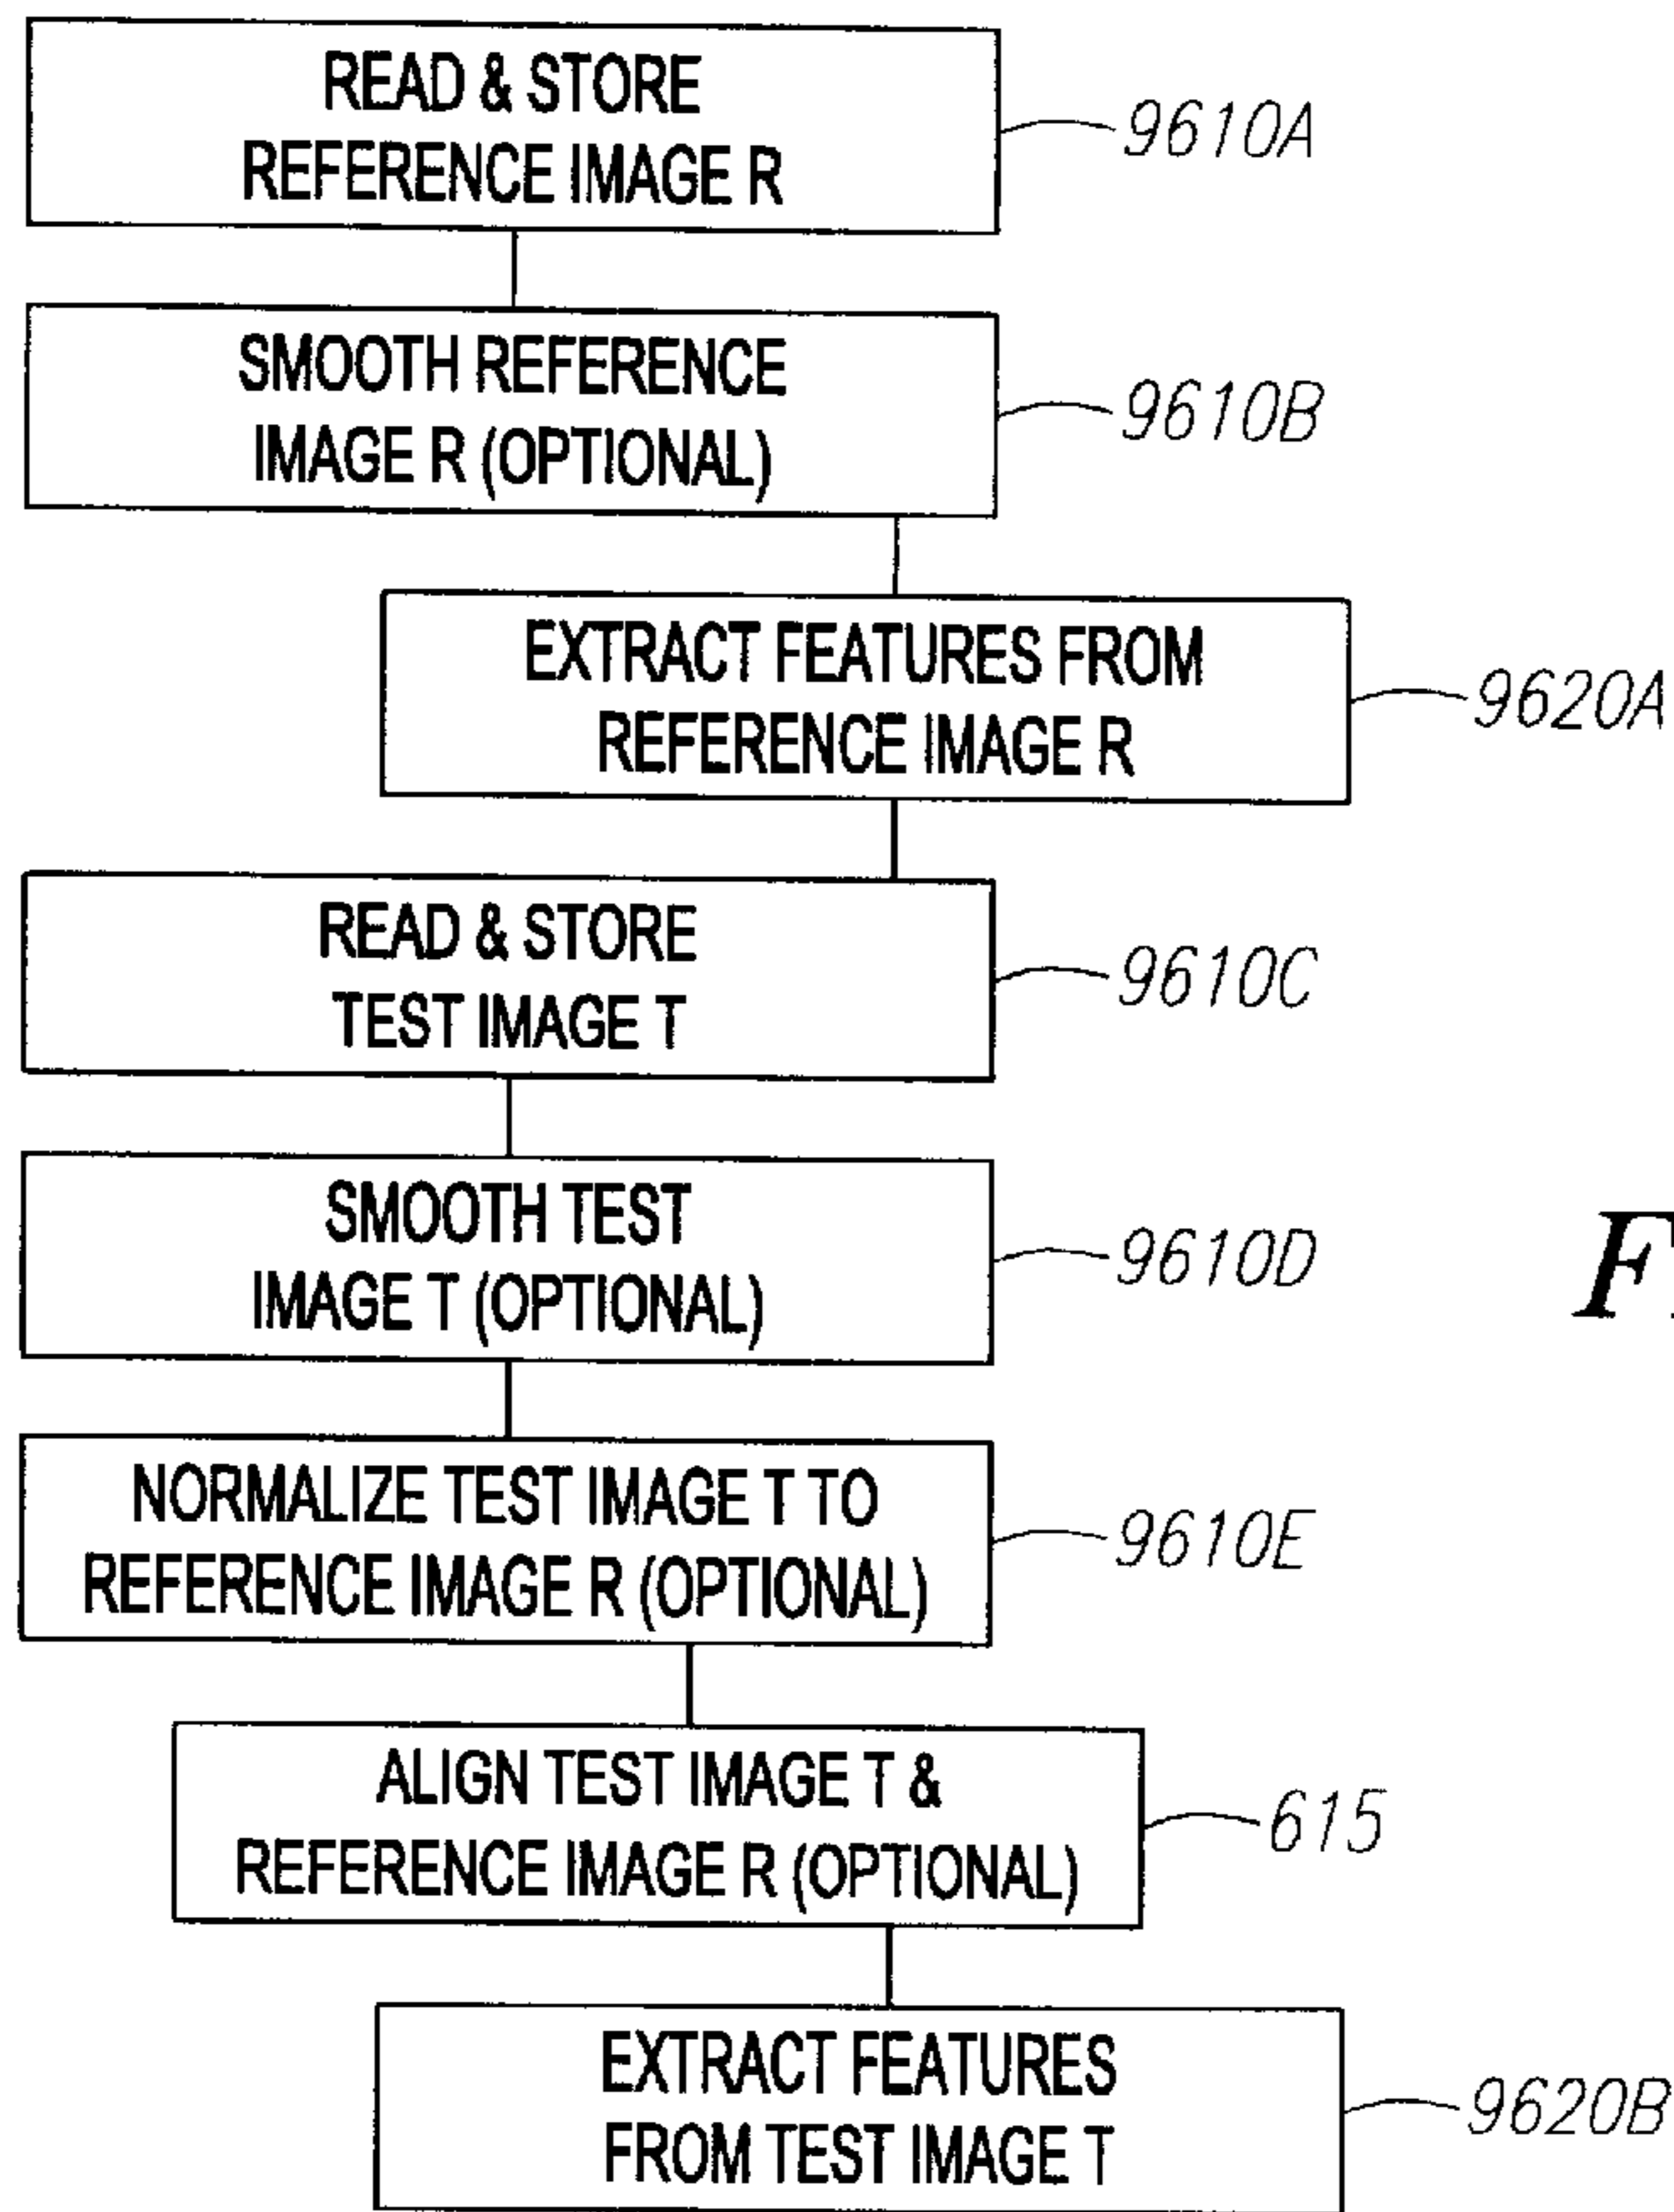 READ & STORE
REFERENCE IMAGE R
9610A
SMOOTH REFERENCE
IMAGE R (OPTIONAL)
9610B
EXTRACT FEATURES FROM
REFERENCE IMAGE R
9620A
READ & STORE
TEST IMAGE T
9610C
SMOOTH TEST
IMAGE T (OPTIONAL)
9610D
NORMALIZE TEST IMAGE T TO
REFERENCE IMAGE R (OPTIONAL)
9610E
ALIGN TEST IMAGE T &
REFERENCE IMAGE R (OPTIONAL)
615
EXTRACT FEATURES
FROM TEST IMAGE T
9620B